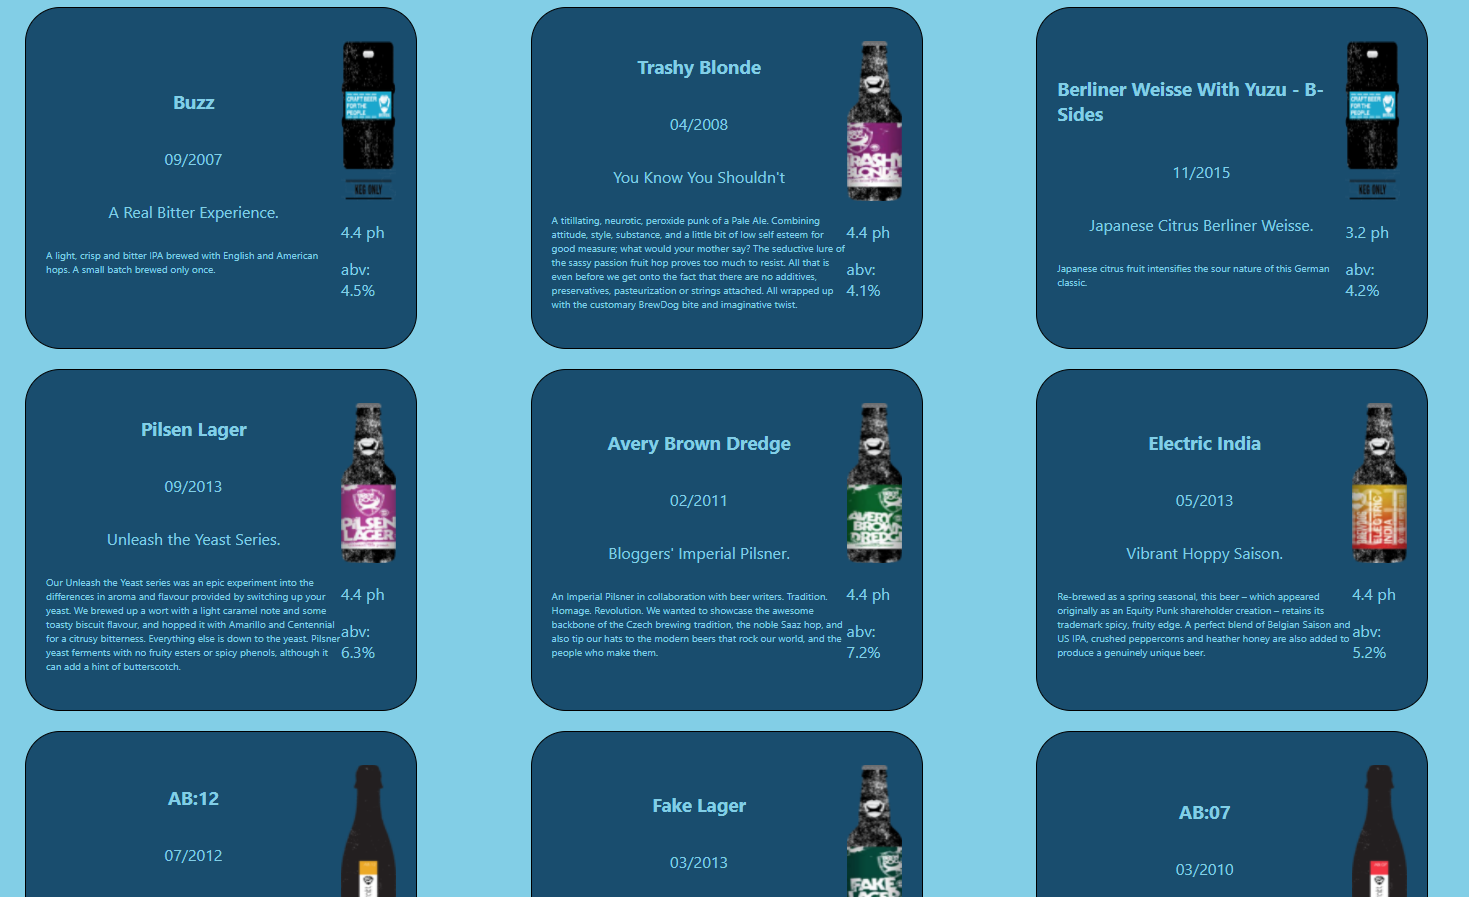 Buzz
09/2007
A Real Bitter Experience.
A light, crisp and bitter IPA brewed with English and American
hops. A small batch brewed only once.
CRAFT BEER
FOR THE
PEOPLE
KEG ONLY
4.4 ph
abv:
4.5%
Trashy Blonde
04/2008
You Know You Shouldn't
A titillating, neurotic, peroxide punk of a Pale Ale. Combining
attitude, style, substance, and a little bit of low self esteem for
good measure; what would your mother say? The seductive lure of
the sassy passion fruit hop proves too much to resist. All that is
even before we get onto the fact that there are no additives,
preservatives, pasteurization or strings attached. All wrapped up
with the customary BrewDog bite and imaginative twist.
TRASHY
BLONDE
4.4 ph
abv:
4.1%
Berliner Weisse With Yuzu - B-
Sides
11/2015
Japanese Citrus Berliner Weisse.
Japanese citrus fruit intensifies the sour nature of this German
classic.
CRAFT BEER
FOR THE
PEOPLE
KEG ONLY
3.2 ph
abv:
4.2%
Pilsen Lager
09/2013
Unleash the Yeast Series.
Our Unleash the Yeast series was an epic experiment into the
differences in aroma and flavour provided by switching up your
yeast. We brewed up a wort with a light caramel note and some
toasty biscuit flavour, and hopped it with Amarillo and Centennial
for a citrusy bitterness. Everything else is down to the yeast. Pilsner
yeast ferments with no fruity esters or spicy phenols, although it
can add a hint of butterscotch.
PILSEN
LAGER
4.4 ph
abv:
6.3%
Avery Brown Dredge
02/2011
Bloggers' Imperial Pilsner.
An Imperial Pilsner in collaboration with beer writers. Tradition.
Homage. Revolution. We wanted to showcase the awesome
backbone of the Czech brewing tradition, the noble Saaz hop, and
also tip our hats to the modern beers that rock our world, and the
people who make them.
AVERY
BROWN
DREDGE
4.4 ph
abv:
7.2%
Electric India
05/2013
Vibrant Hoppy Saison.
Re-brewed as a spring seasonal, this beer – which appeared
originally as an Equity Punk shareholder creation – retains its
trademark spicy, fruity edge. A perfect blend of Belgian Saison and
US IPA, crushed peppercorns and heather honey are also added to
produce a genuinely unique beer.
ELECTRIC
INDIA
4.4 ph
abv:
5.2%
AB:12
07/2012
Fake Lager
03/2013
FAKE
LAGER
AB:07
03/2010